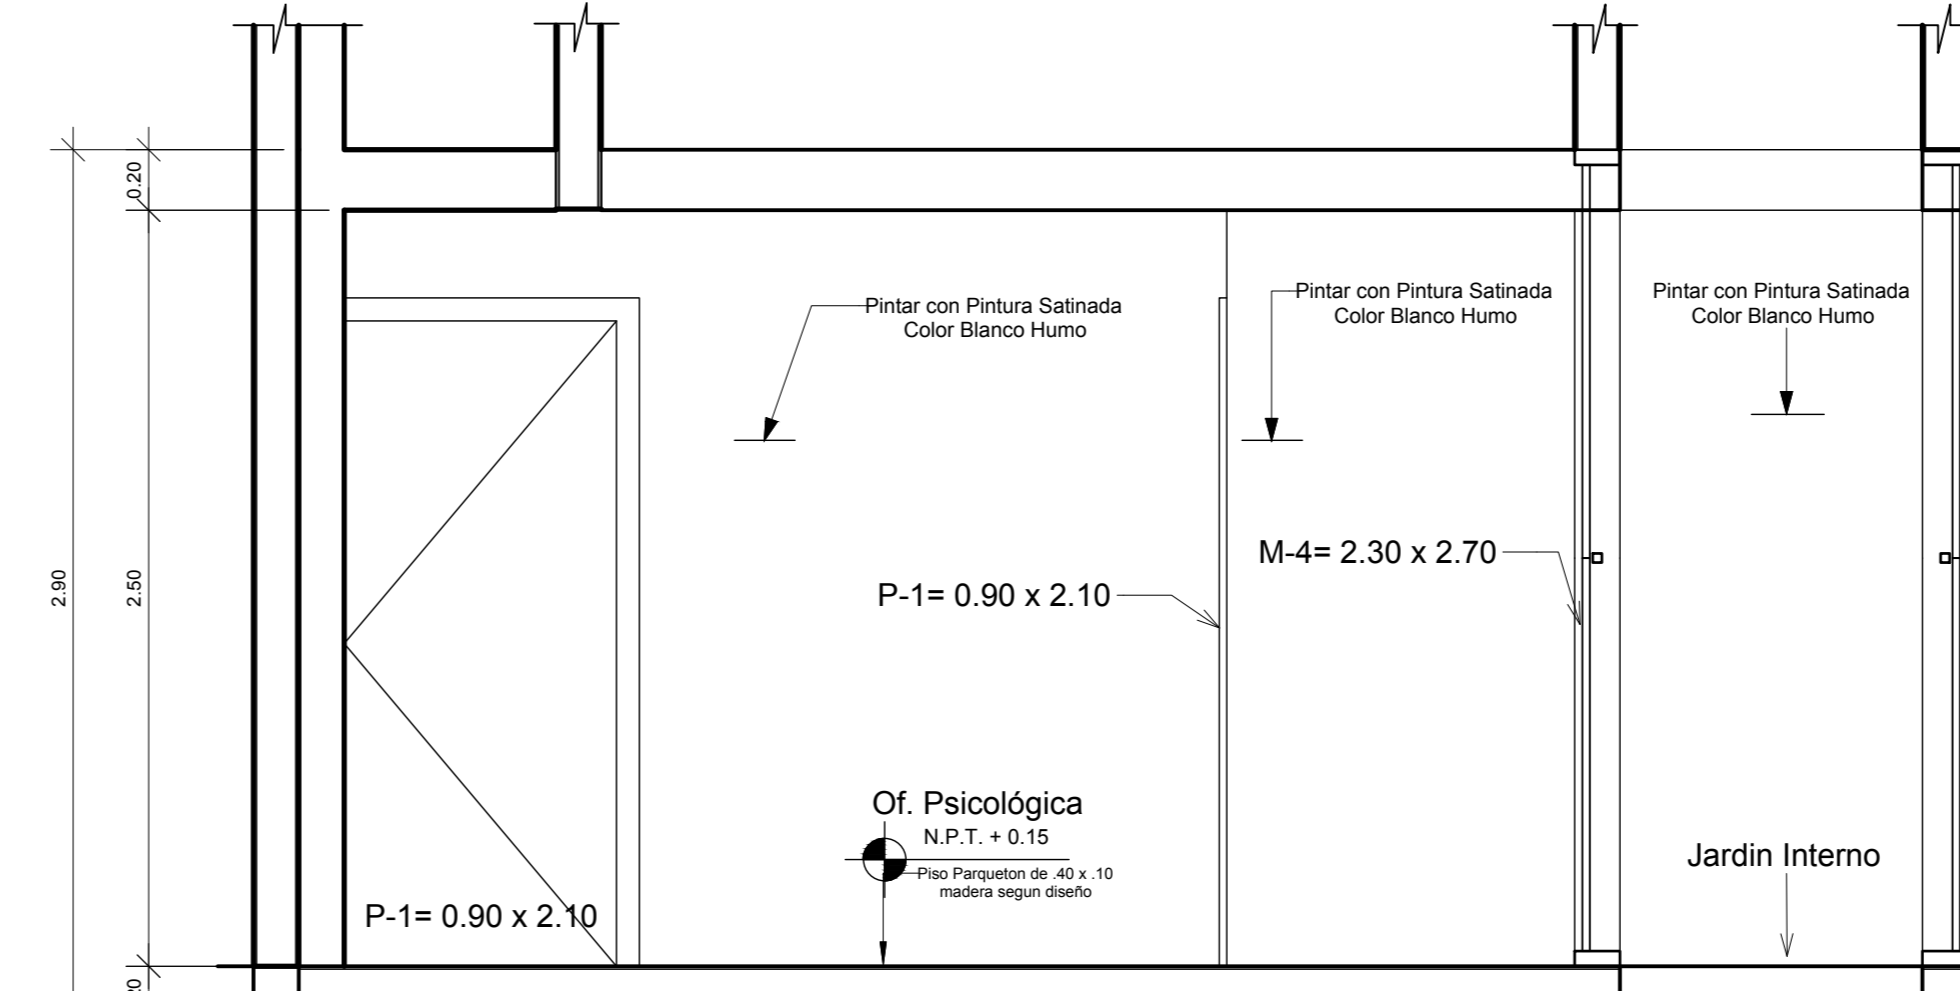 0.20
2.90
2.50
Pintar con Pintura Satinada
Color Blanco Humo
Pintar con Pintura Satinada
Color Blanco Humo
Pintar con Pintura Satinada
Color Blanco Humo
M-4= 2.30 x 2.70
P-1= 0.90 x 2.10
Of. Psicológica
N.P.T. + 0.15
Piso Parqueton de .40 x .10
madera segun diseño
Jardin Interno
P-1= 0.90 x 2.10